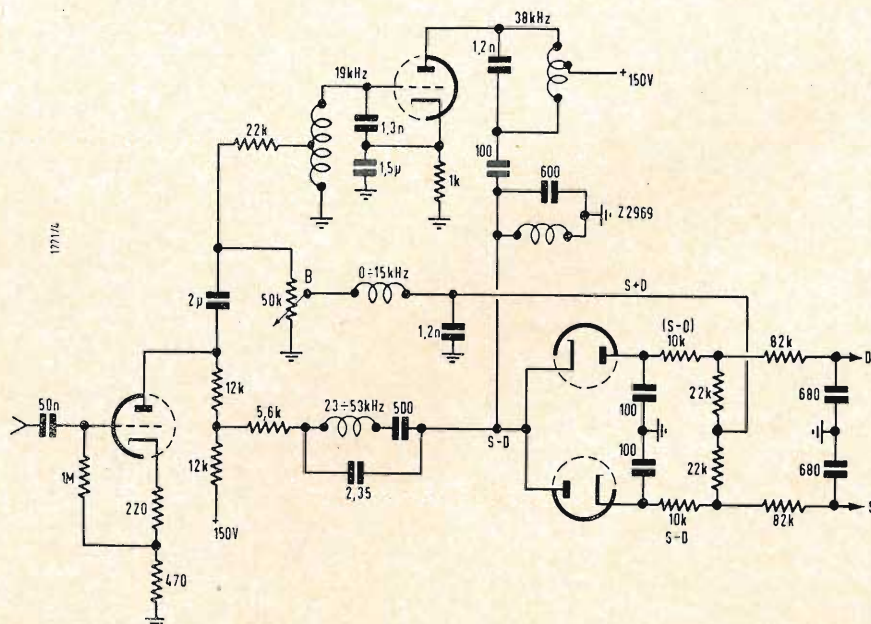 38kHz
1,2n
+150V
19kHz
22k
1,3n
1,5µ
1k
100
600
Z2969
177174
2µ
50k
B
0÷15kHz
1,2n
S+D
12k
5,6k
23÷53kHz
500
2,35
S-D
(S-D)
10k
82k
D
100
22k
680
100
22k
680
10k
S-D
82k
S
50n
1M
220
12k
+
150V
470